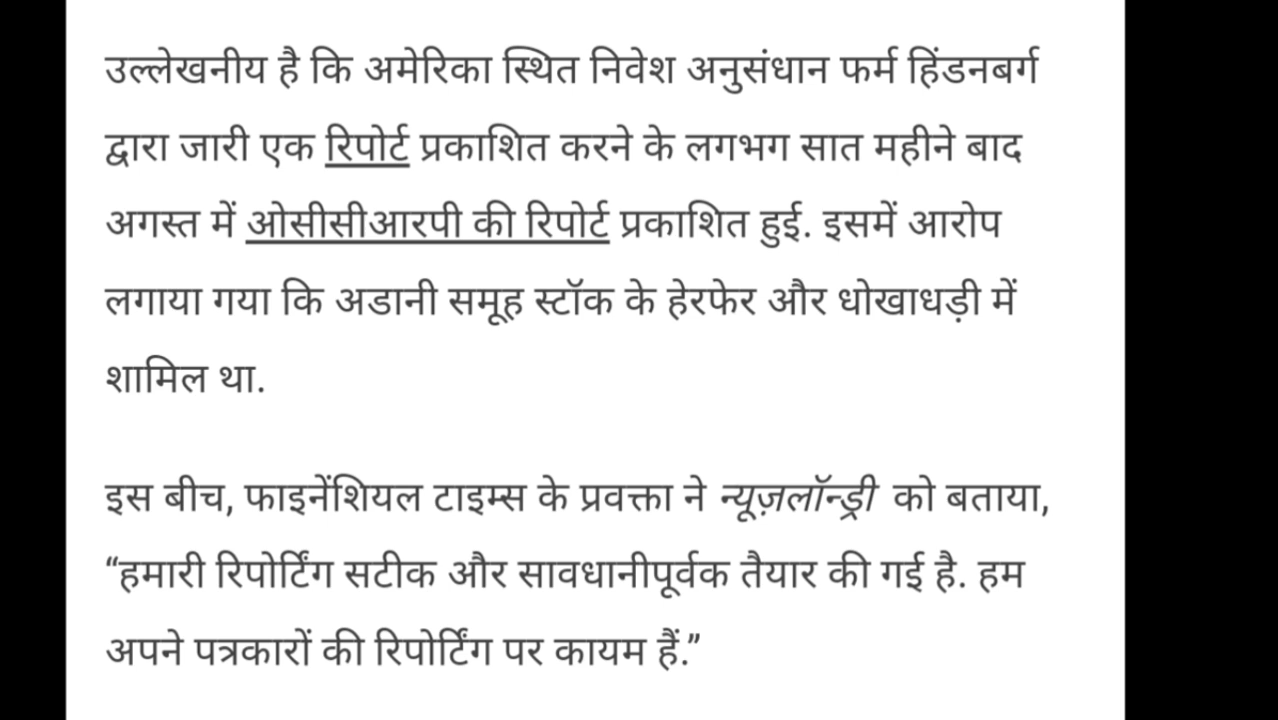 उल्लेखनीय है कि अमेरिका स्थित निवेश अनुसंधान फर्म हिंडनबर्ग
द्वारा जारी एक रिपोर्ट प्रकाशित करने के लगभग सात महीने बाद
अगस्त में ओसीसीआरपी की रिपोर्ट प्रकाशित हुई. इसमें आरोप
लगाया गया कि अडानी समूह स्टॉक के हेरफेर और धोखाधड़ी में
शामिल था.
इस बीच, फाइनेंशियल टाइम्स के प्रवक्ता ने न्यूज़लॉन्ड्री को बताया,
“हमारी रिपोर्टिंग सटीक और सावधानीपूर्वक तैयार की गई है. हम
अपने पत्रकारों की रिपोर्टिंग पर कायम हैं.”